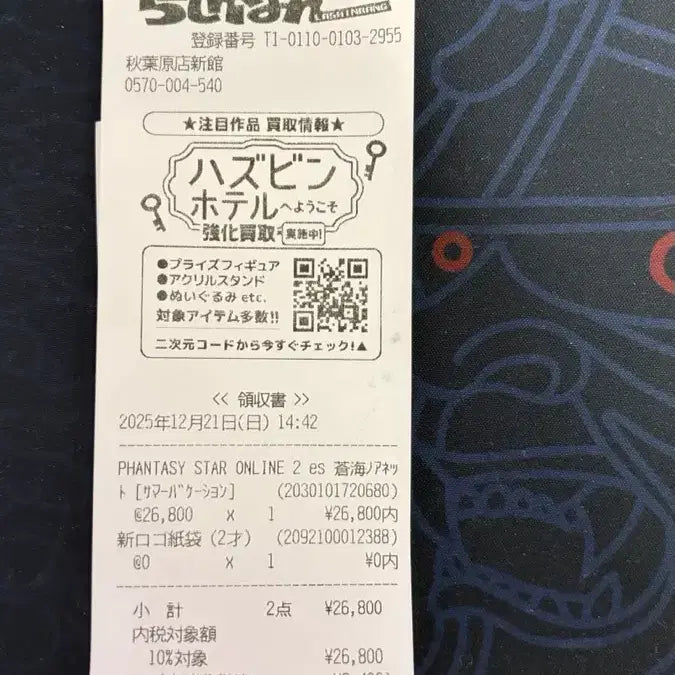 らしんばん
LASHINBANG
登録番号 T1-0110-0103-2955
秋葉原店新館
0570-004-540
★注目作品 買取情報★
ハズビン
ホテルへようこそ
強化買取 実施中!
●プライズフィギュア
●アクリルスタンド
●ぬいぐるみ etc.
対象アイテム多数!!
二次元コードから今すぐチェック!▲
<< 領収書 >>
2025年12月21日(日) 14:42
PHANTASY STAR ONLINE 2 es 蒼海ﾉｱﾈｯ
ﾄ [ｻﾏｰﾊﾞｹｰｼｮﾝ] (2030101720680)
@26,800 x 1 ¥26,800内
新ロゴ紙袋 (2才) (2092100012388)
@0 x 1 ¥0内
小 計 2点 ¥26,800
内税対象額
10%対象 ¥26,800